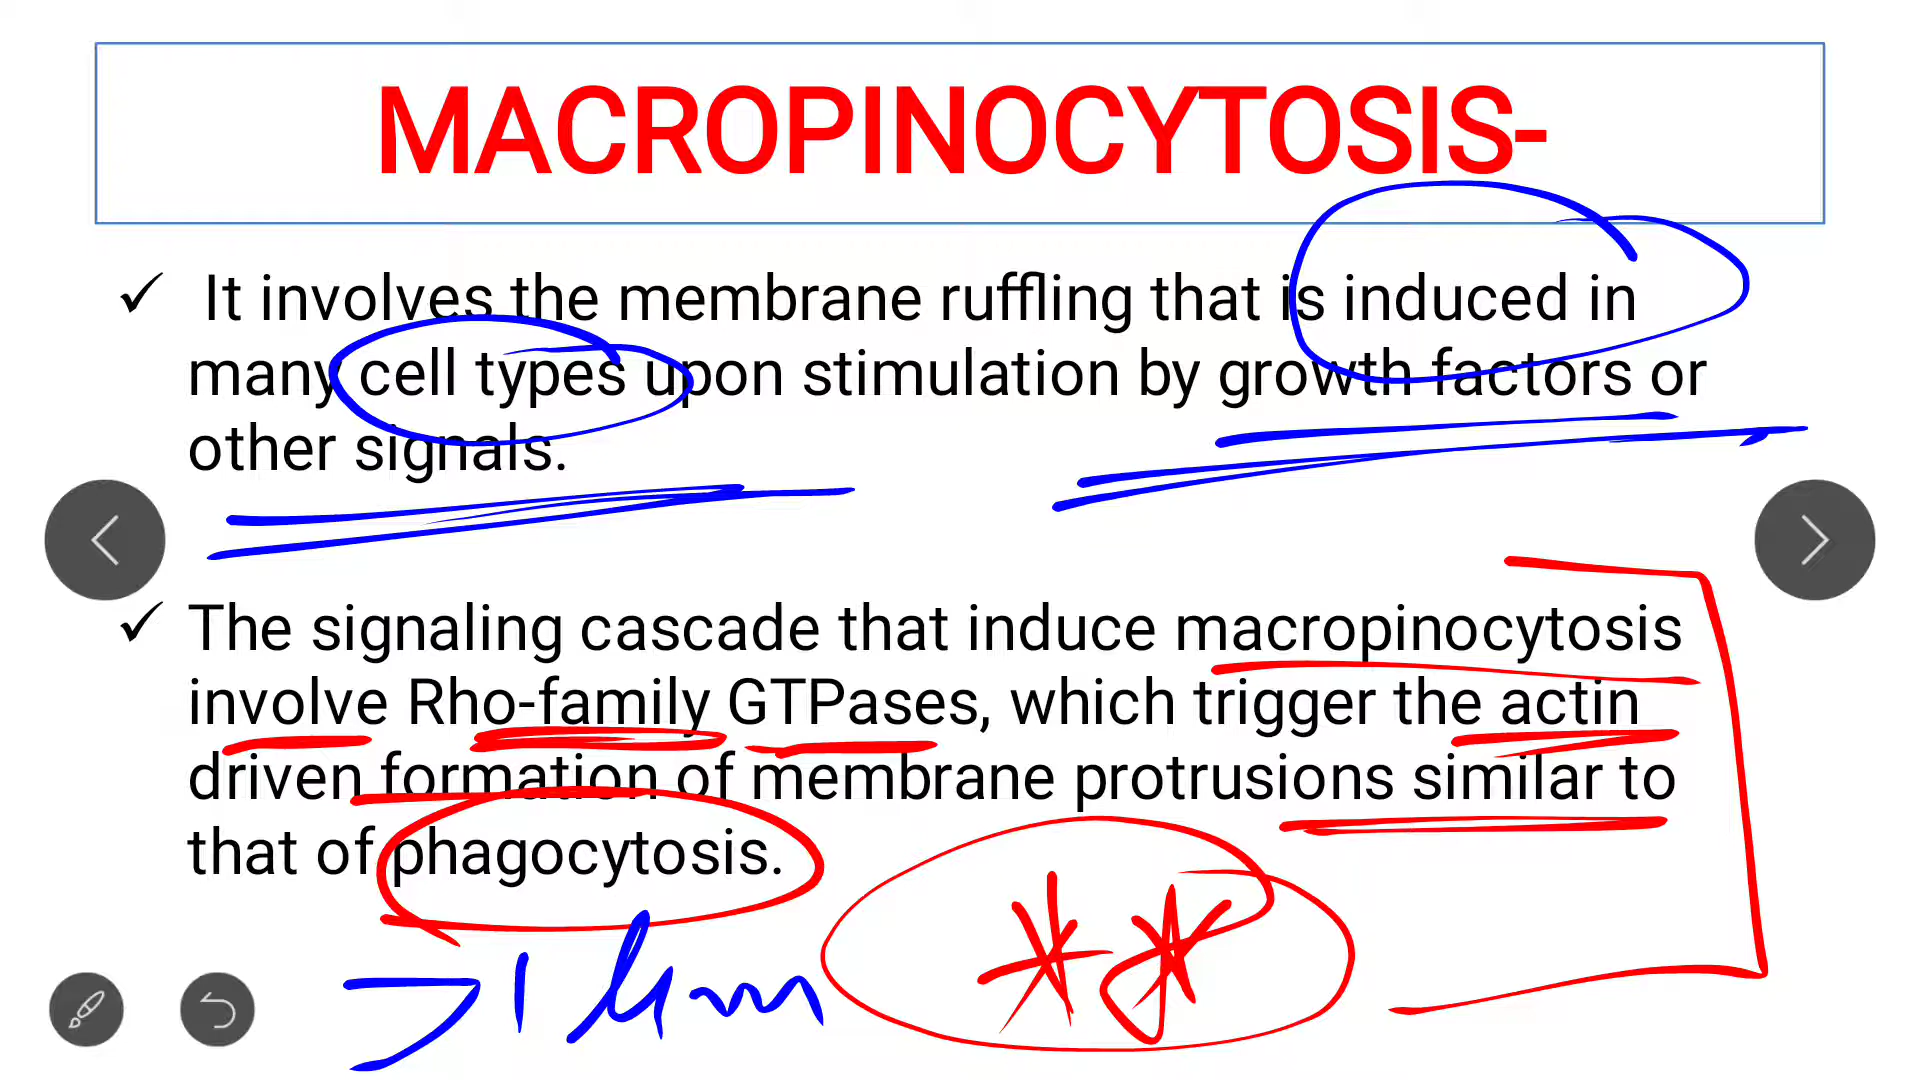 MACROPINOCYTOSIS-
✓ It involves the membrane ruffling that is induced in
many cell types upon stimulation by growth factors or
other signals.
✓ The signaling cascade that induce macropinocytosis
involve Rho-family GTPases, which trigger the actin
driven formation of membrane protrusions similar to
that of phagocytosis.
>1 μm **